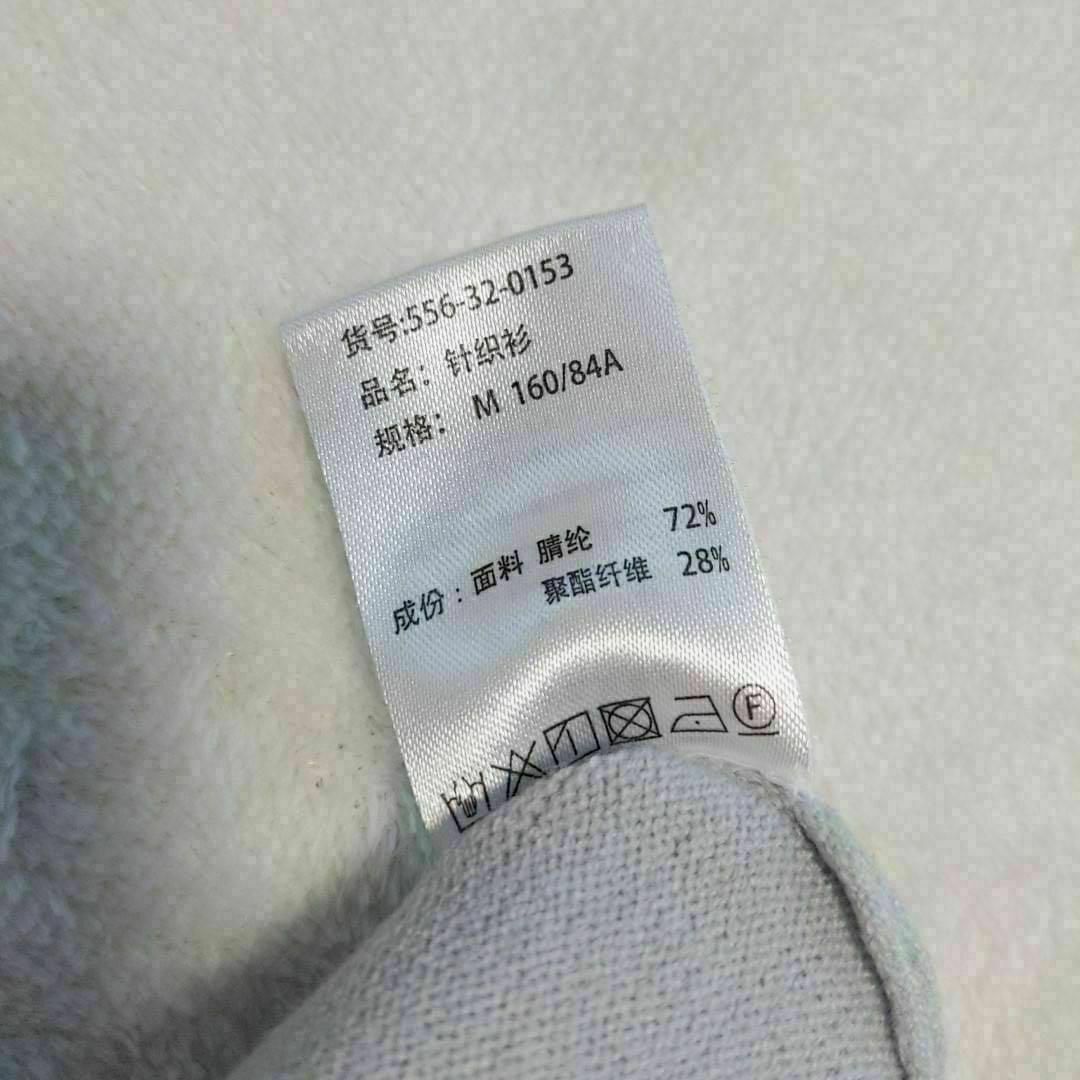 货号:556-32-0153
品名：针织衫
规格： M 160/84A
成份：面料 腈纶 72%
聚酯纤维 28%
F